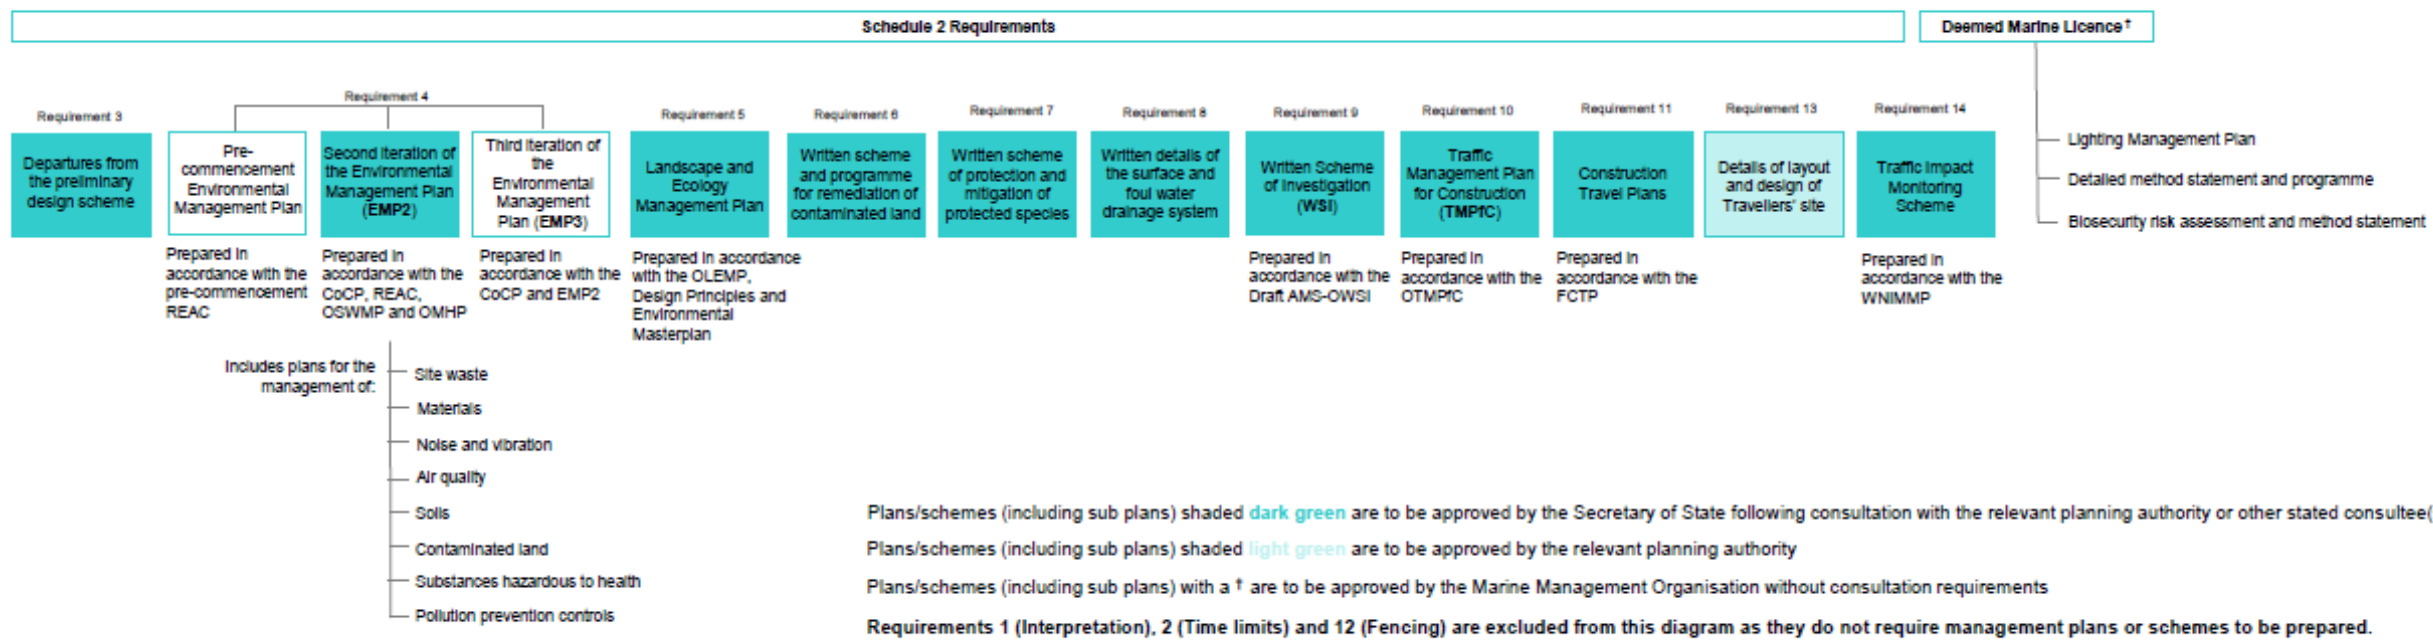 Schedule 2 Requirements
Deemed Marine Licence†
Requirement 3
Departures from
the preliminary
design scheme
Requirement 4
Pre-
commencement
Environmental
Management Plan
Prepared in
accordance with the
pre-commencement
REAC
Second iteration of
the Environmental
Management Plan
(EMP2)
Prepared in
accordance with the
CoCP, REAC,
OSWMP and OMHP
Includes plans for the
management of:
Site waste
Materials
Noise and vibration
Air quality
Soils
Contaminated land
Substances hazardous to health
Pollution prevention controls
Third iteration of
the
Environmental
Management
Plan (EMP3)
Prepared in
accordance with the
CoCP and EMP2
Requirement 5
Landscape and
Ecology
Management Plan
Prepared in accordance
with the OLEMP,
Design Principles and
Environmental
Masterplan
Requirement 6
Written scheme
and programme
for remediation of
contaminated land
Requirement 7
Written scheme
of protection and
mitigation of
protected species
Requirement 8
Written details of
the surface and
foul water
drainage system
Requirement 9
Written Scheme
of Investigation
(WSI)
Prepared in
accordance with the
Draft AMS-OWSI
Requirement 10
Traffic
Management Plan
for Construction
(TMPfC)
Prepared in
accordance with the
OTMPfC
Requirement 11
Construction
Travel Plans
Prepared in
accordance with the
FCTP
Requirement 13
Details of layout
and design of
Travellers' site
Requirement 14
Traffic Impact
Monitoring
Scheme
Prepared in
accordance with the
WNIMMP
Lighting Management Plan
Detailed method statement and programme
Biosecurity risk assessment and method statement
Plans/schemes (including sub plans) shaded dark green are to be approved by the Secretary of State following consultation with the relevant planning authority or other stated consultee(
Plans/schemes (including sub plans) shaded light green are to be approved by the relevant planning authority
Plans/schemes (including sub plans) with a † are to be approved by the Marine Management Organisation without consultation requirements
Requirements 1 (Interpretation), 2 (Time limits) and 12 (Fencing) are excluded from this diagram as they do not require management plans or schemes to be prepared.